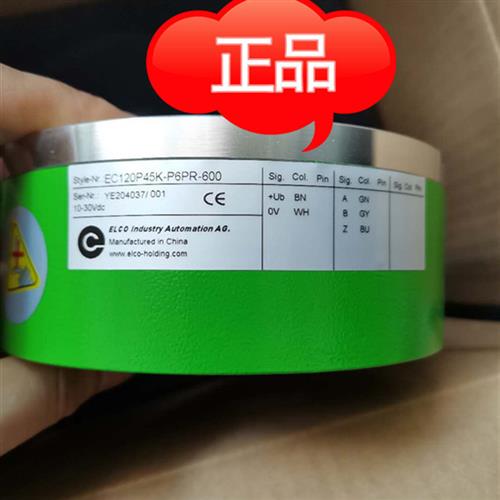 正品
Style-Nr. EC120P45K-P6PR-600
Ser-Nr.: YE204037/ 001
10-30Vdc CE
ELCO Industry Automation AG.
Manufactured in China
www.elco-holding.com
Sig. Col. Pin Sig. Col. Pin Sig. Col. Pin
+Ub BN A GN
0V WH B GY
Z BU